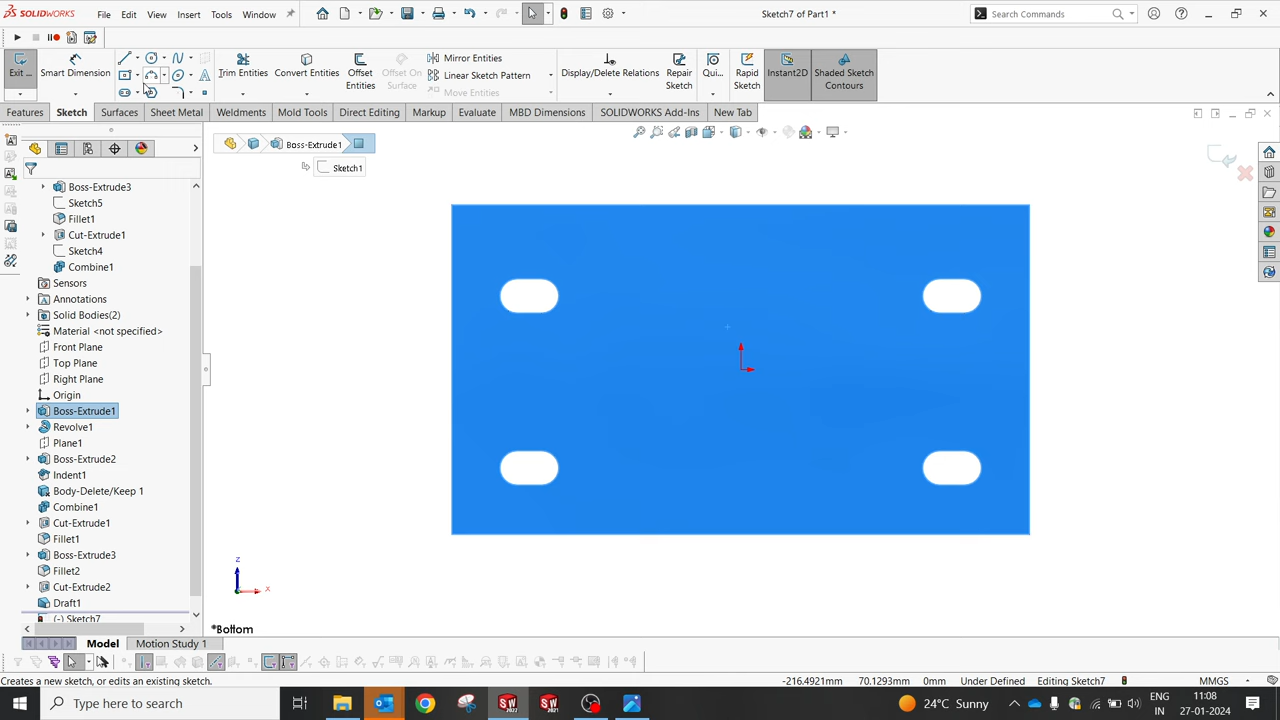 SOLIDWORKS
File Edit View Insert Tools Window
Sketch7 of Part1 *
Search Commands
Exit ...
Smart Dimension
Trim Entities
Convert Entities
Offset Entities
Offset On Surface
Mirror Entities
Linear Sketch Pattern
Move Entities
Display/Delete Relations
Repair Sketch
Qui...
Rapid Sketch
Instant2D
Shaded Sketch Contours
Features Sketch Surfaces Sheet Metal Weldments Mold Tools Direct Editing Markup Evaluate MBD Dimensions SOLIDWORKS Add-Ins New Tab
Boss-Extrude1
Sketch1
Boss-Extrude3
Sketch5
Fillet1
Cut-Extrude1
Sketch4
Combine1
Sensors
Annotations
Solid Bodies(2)
Material <not specified>
Front Plane
Top Plane
Right Plane
Origin
Boss-Extrude1
Revolve1
Plane1
Boss-Extrude2
Indent1
Body-Delete/Keep 1
Combine1
Cut-Extrude1
Fillet1
Boss-Extrude3
Fillet2
Cut-Extrude2
Draft1
(-) Sketch7
z
x
*Bottom
Model Motion Study 1
Creates a new sketch, or edits an existing sketch.
-216.4921mm 70.1293mm 0mm Under Defined Editing Sketch7 MMGS
Type here to search
24°C Sunny
ENG
IN
11:08
27-01-2024